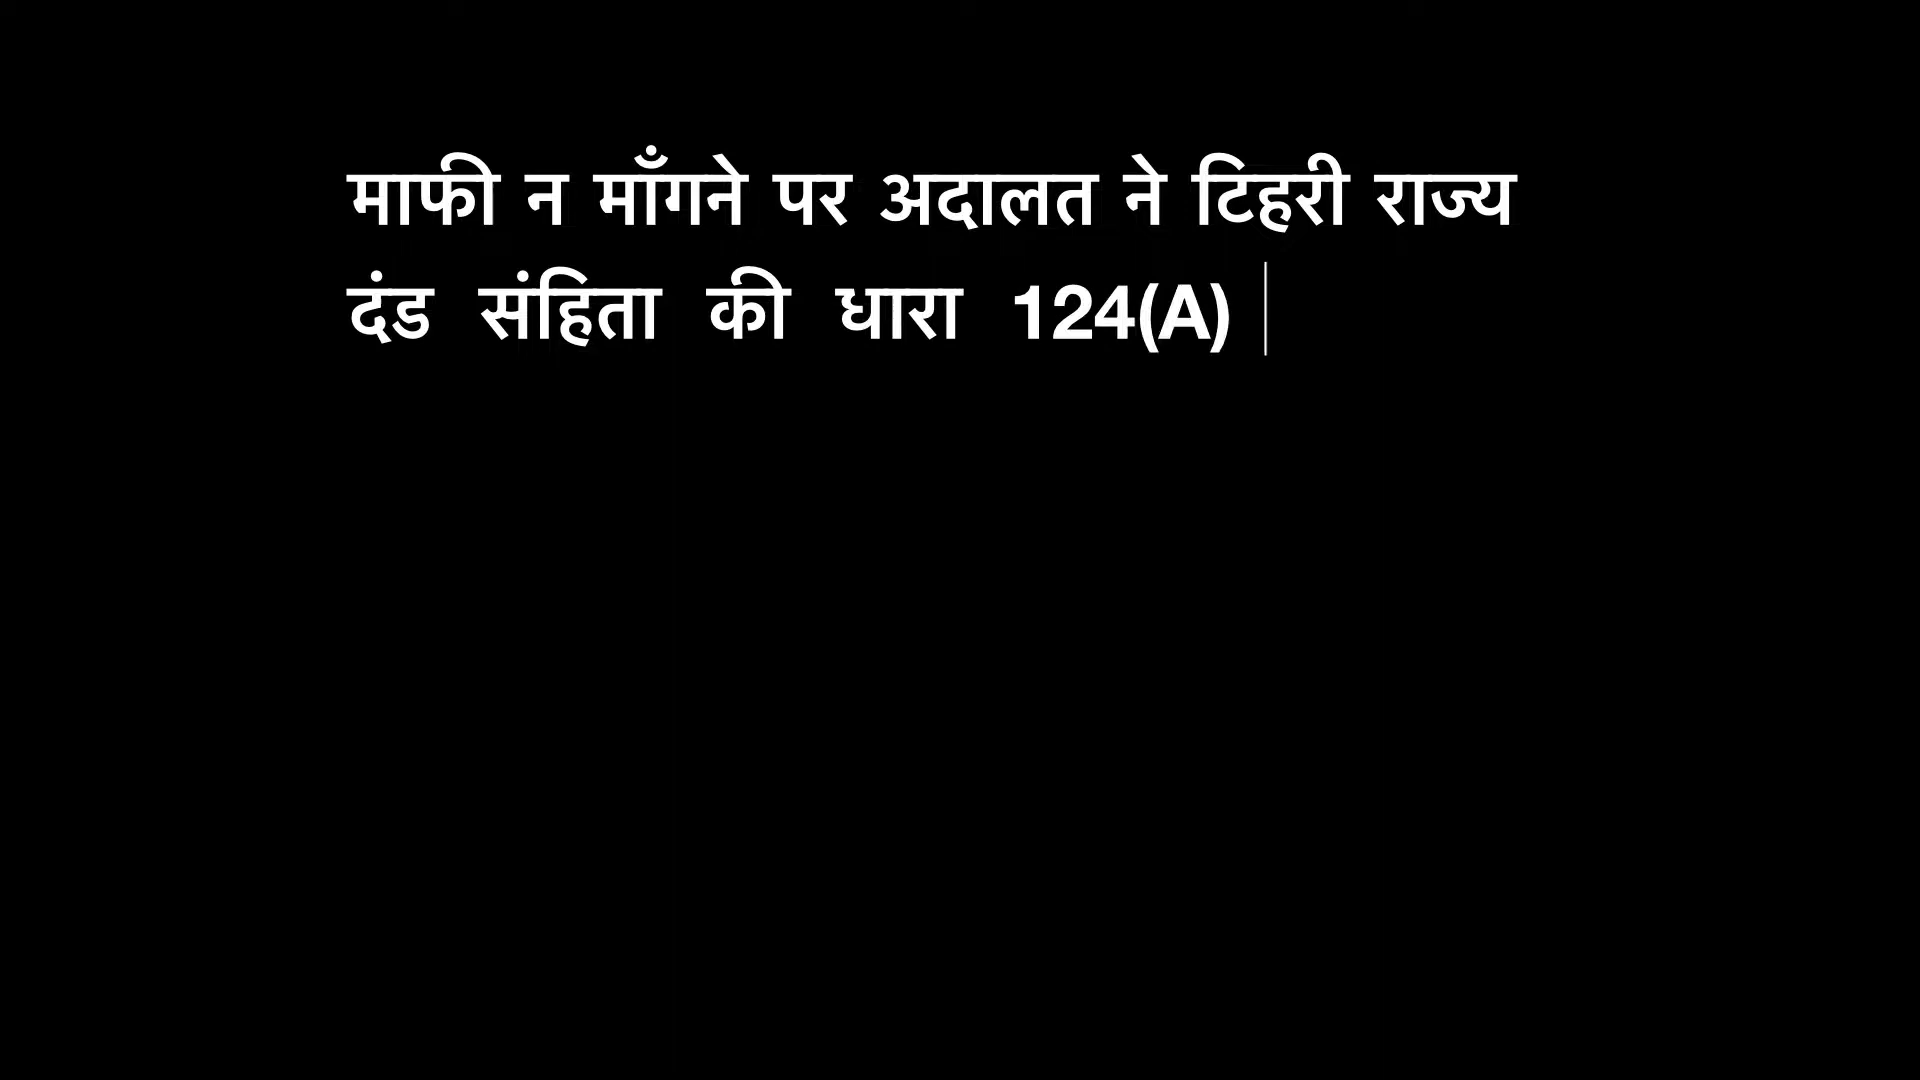 माफी न माँगने पर अदालत ने टिहरी राज्य
दंड संहिता की धारा 124(A)